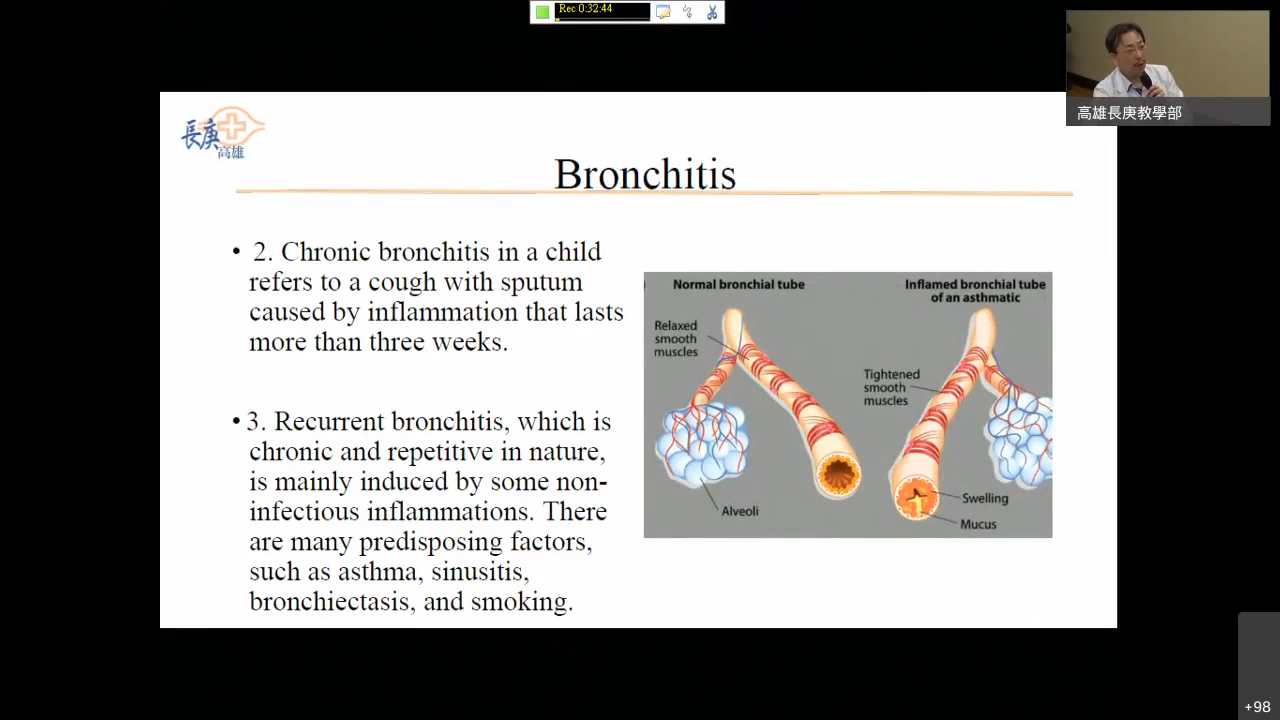 Rec 0:32:44
高雄長庚教學部
長庚
高雄
Bronchitis
• 2. Chronic bronchitis in a child
refers to a cough with sputum
caused by inflammation that lasts
more than three weeks.
• 3. Recurrent bronchitis, which is
chronic and repetitive in nature,
is mainly induced by some non-
infectious inflammations. There
are many predisposing factors,
such as asthma, sinusitis,
bronchiectasis, and smoking.
Normal bronchial tube
Relaxed
smooth
muscles
Alveoli
Inflamed bronchial tube
of an asthmatic
Tightened
smooth
muscles
Swelling
Mucus
+98